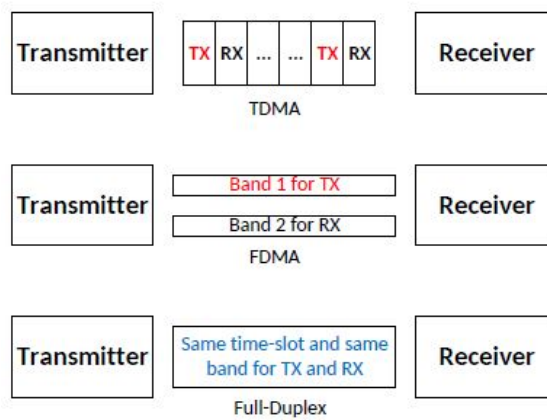 Transmitter
TX RX ... ... TX RX
Receiver
TDMA
Transmitter
Band 1 for TX
Band 2 for RX
Receiver
FDMA
Transmitter
Same time-slot and same
band for TX and RX
Receiver
Full-Duplex